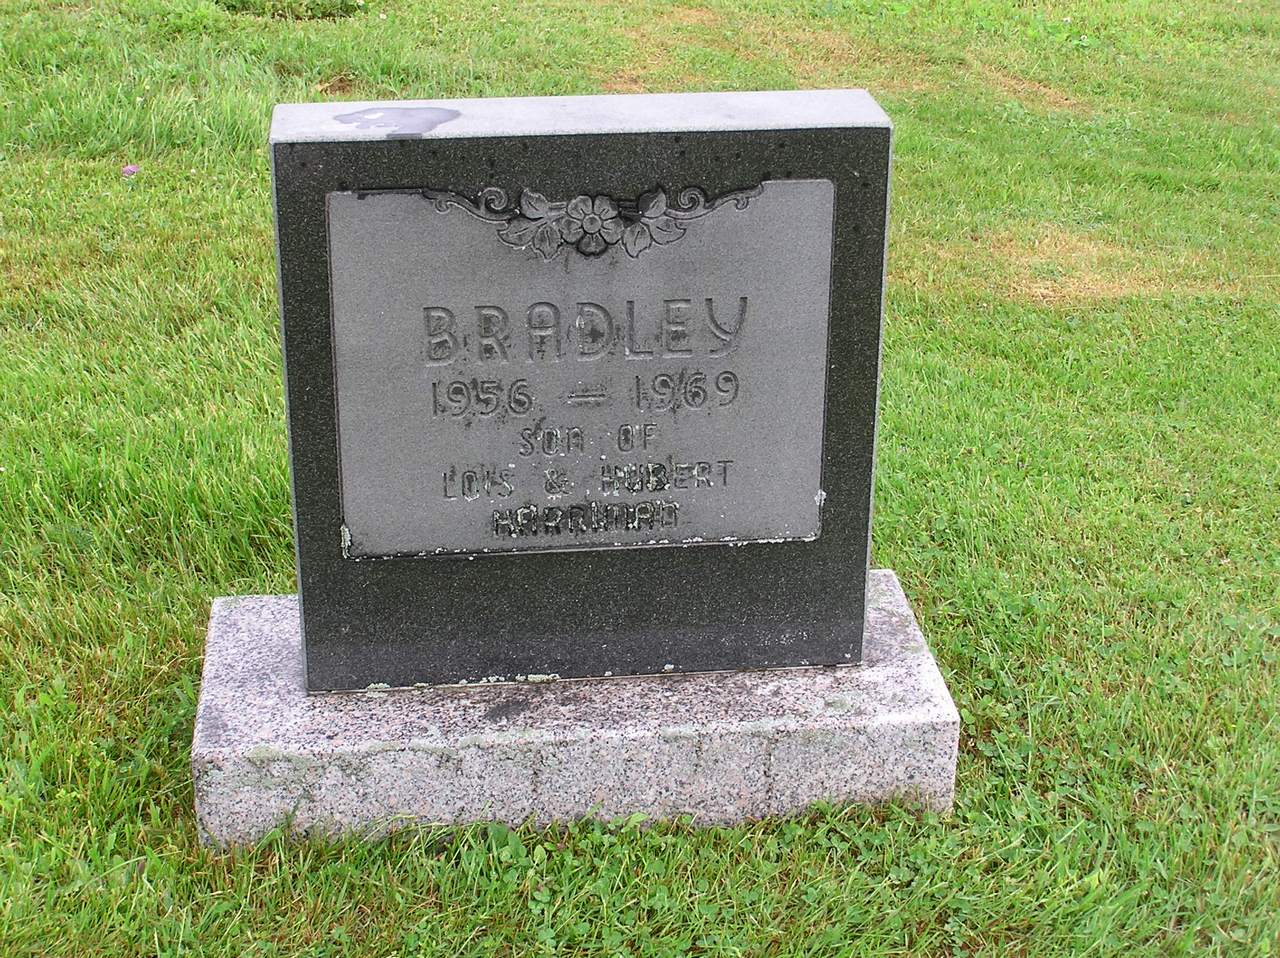 BRADLEY
1956 — 1969
SON OF
LOIS & HUBERT
HARRIMAN